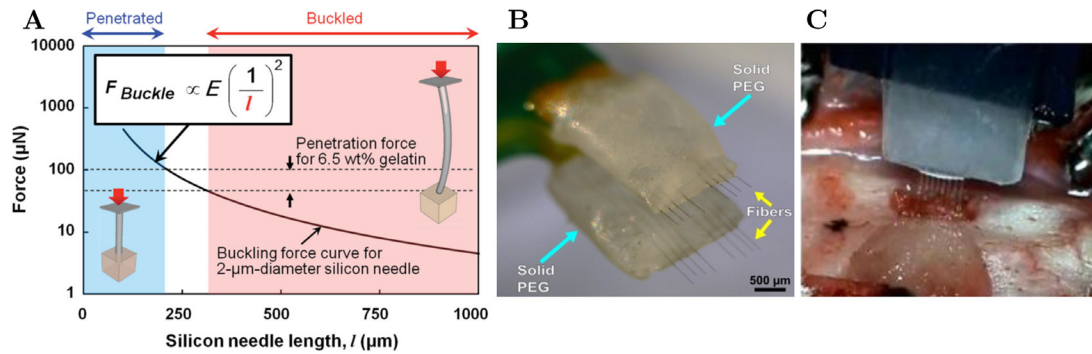 A
Penetrated
Buckled
10000
1000
100
10
1
Force (µN)
F Buckle ∝ E (1/l)²
Penetration force
for 6.5 wt% gelatin
Buckling force curve for
2-µm-diameter silicon needle
0
250
500
750
1000
Silicon needle length, l (µm)
B
Solid
PEG
Fibers
Solid
PEG
500 µm
C